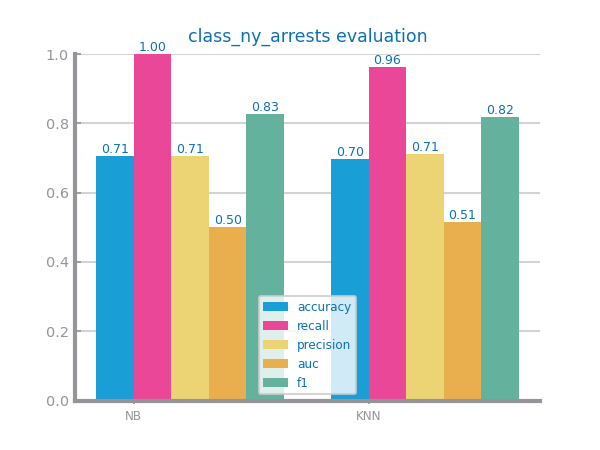 class_ny_arrests evaluation
1.0
0.8
0.6
0.4
0.2
0.0
0.71
1.00
0.71
0.50
0.83
0.70
0.96
0.71
0.51
0.82
accuracy
recall
precision
auc
f1
NB
KNN